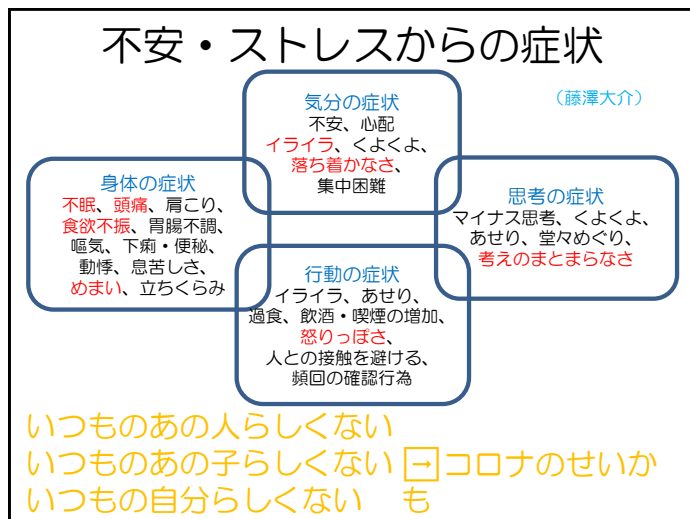 不安・ストレスからの症状
（藤澤大介）
気分の症状
不安、心配
イライラ、くよくよ、
落ち着かなさ、
集中困難
身体の症状
不眠、頭痛、肩こり、
食欲不振、胃腸不調、
嘔気、下痢・便秘、
動悸、息苦しさ、
めまい、立ちくらみ
思考の症状
マイナス思考、くよくよ、
あせり、堂々めぐり、
考えのまとまらなさ
行動の症状
イライラ、あせり、
過食、飲酒・喫煙の増加、
怒りっぽさ、
人との接触を避ける、
頻回の確認行為
いつものあの人らしくない
いつものあの子らしくない → コロナのせいか
いつもの自分らしくない も